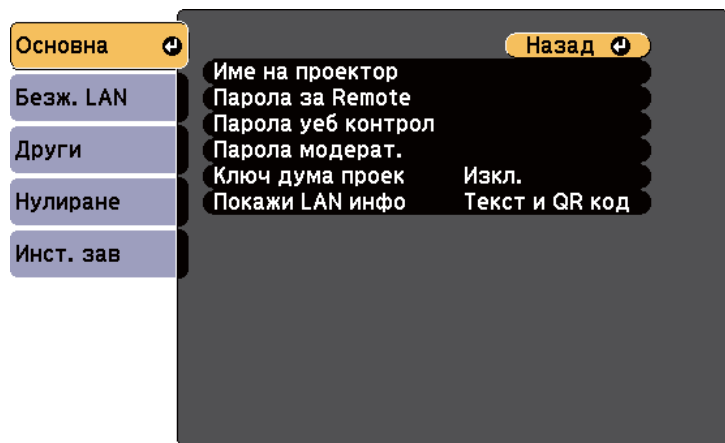 Основна
Безж. LAN
Други
Нулиране
Инст. зав
Назад
Име на проектор
Парола за Remote
Парола уеб контрол
Парола модерат.
Ключ дума проек Изкл.
Покажи LAN инфо Текст и QR код